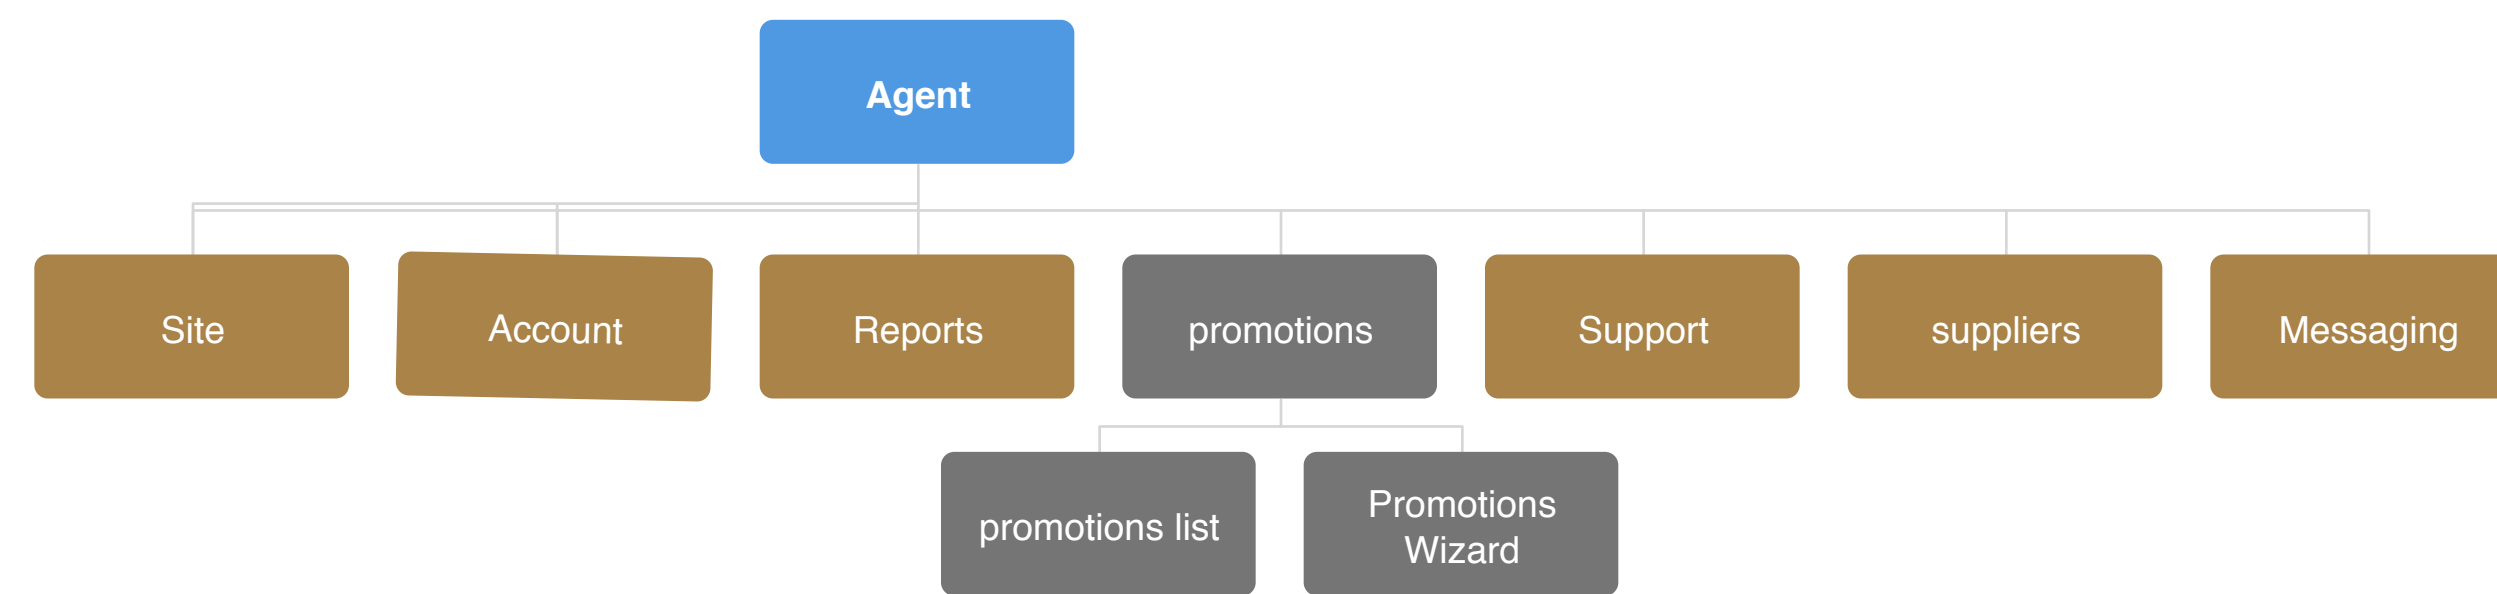 Agent
Site
Account
Reports
promotions
Support
suppliers
Messaging
promotions list
Promotions
Wizard